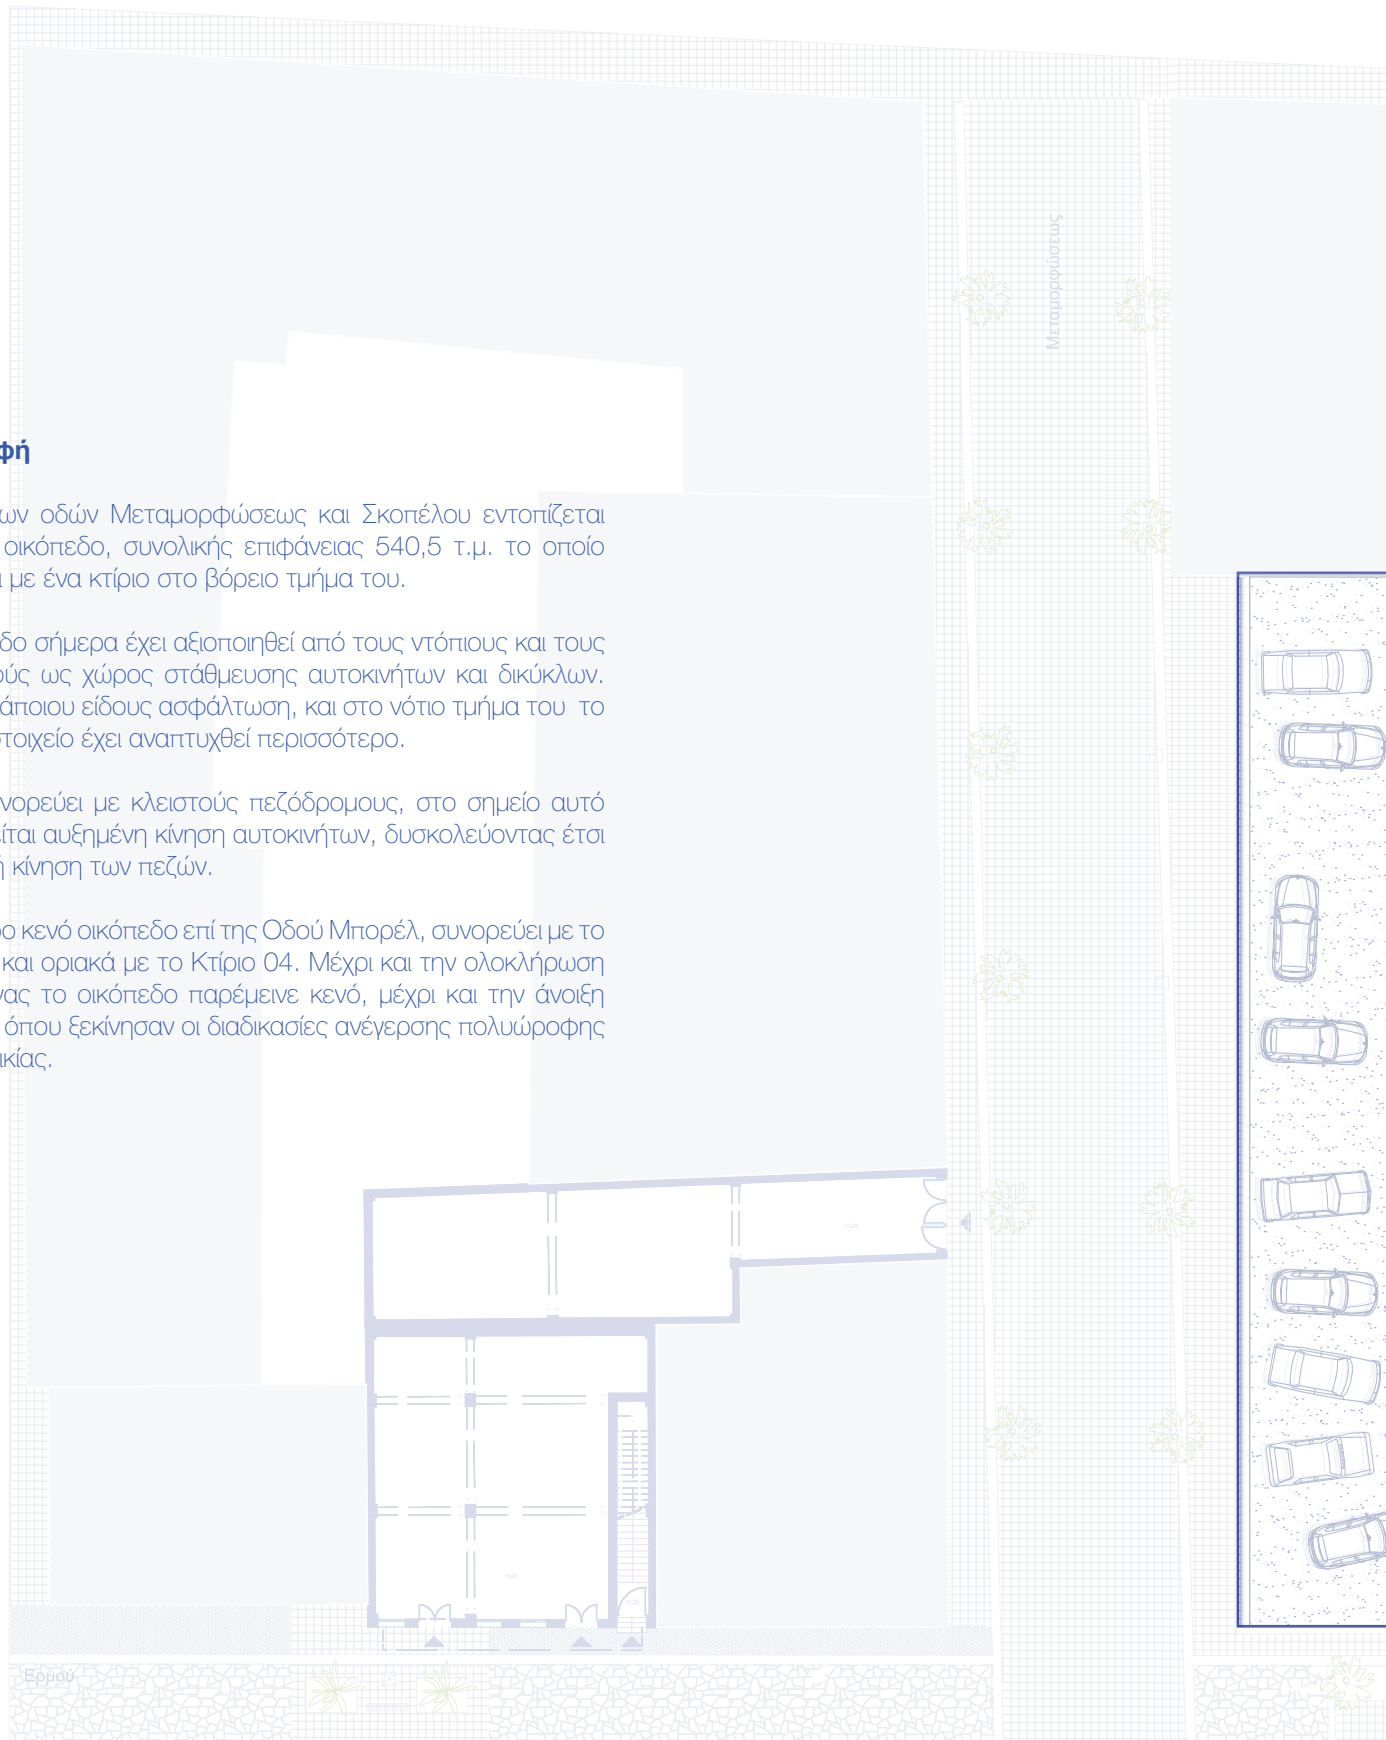 φή
ων οδών Μεταμορφώσεως και Σκοπέλου εντοπίζεται
οικόπεδο, συνολικής επιφάνειας 540,5 τ.μ. το οποίο
ι με ένα κτίριο στο βόρειο τμήμα του.
δο σήμερα έχει αξιοποιηθεί από τους ντόπιους και τους
ούς ως χώρος στάθμευσης αυτοκινήτων και δικύκλων.
άποιου είδους ασφάλτωση, και στο νότιο τμήμα του το
τοιχείο έχει αναπτυχθεί περισσότερο.
νορεύει με κλειστούς πεζόδρομους, στο σημείο αυτό
είται αυξημένη κίνηση αυτοκινήτων, δυσκολεύοντας έτσι
ή κίνηση των πεζών.
ρο κενό οικόπεδο επί της Οδού Μπορέλ, συνορεύει με το
και οριακά με το Κτίριο 04. Μέχρι και την ολοκλήρωση
νας το οικόπεδο παρέμεινε κενό, μέχρι και την άνοιξη
όπου ξεκίνησαν οι διαδικασίες ανέγερσης πολυώροφης
ικίας.
Μεταμορφώσεως
Ερμού